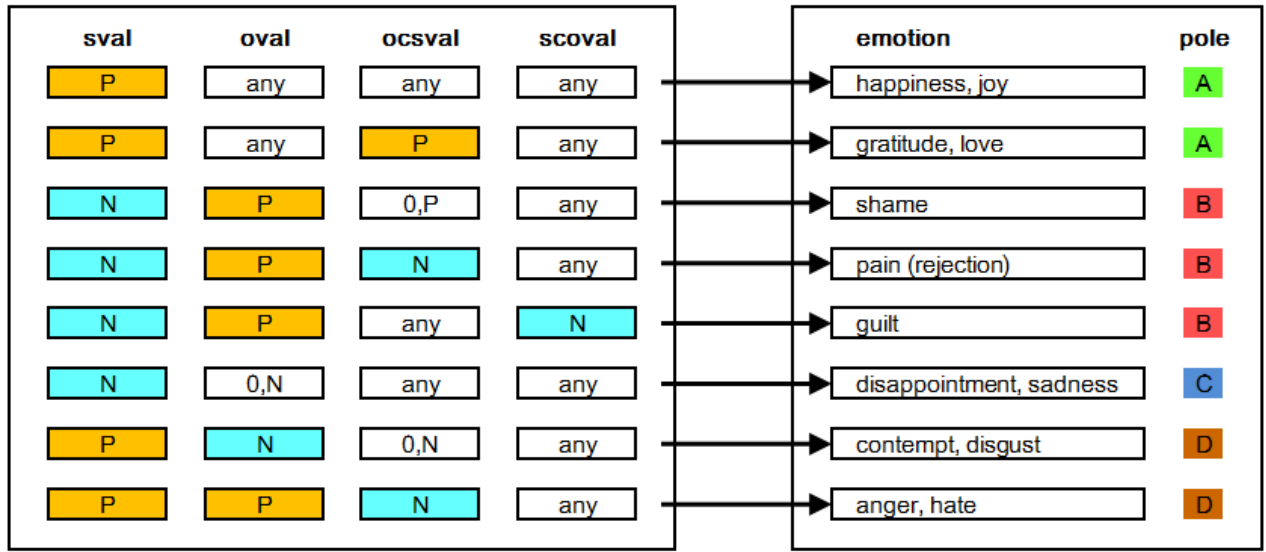 sval oval ocsval scoval emotion pole
P any any any happiness, joy A
P any P any gratitude, love A
N P 0,P any shame B
N P N any pain (rejection) B
N P any N guilt B
N 0,N any any disappointment, sadness C
P N 0,N any contempt, disgust D
P P N any anger, hate D